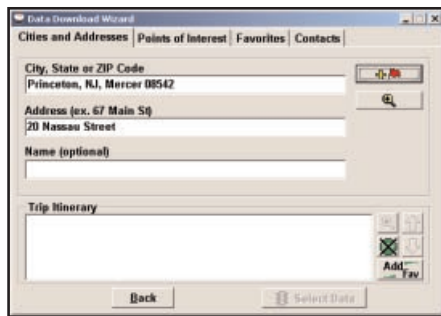 Data Download Wizard
Cities and Addresses Points of Interest Favorites Contacts
City, State or ZIP Code
Princeton, NJ, Mercer 08542
Address (ex. 67 Main St)
20 Nassau Street
Name (optional)
Trip Itinerary
Add
Fav
Back Select Data